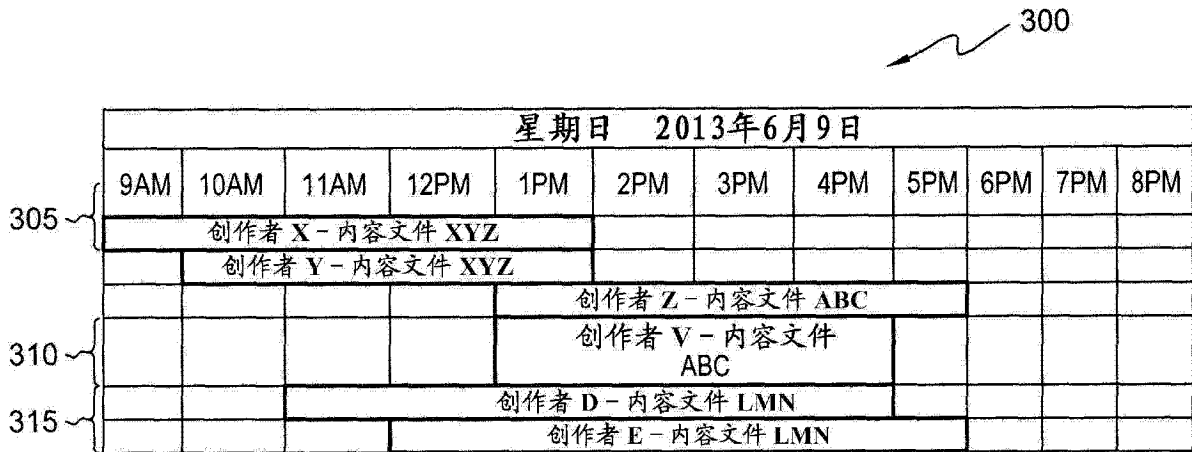 300
星期日 2013年6月9日
9AM 10AM 11AM 12PM 1PM 2PM 3PM 4PM 5PM 6PM 7PM 8PM
305
创作者 X-内容文件 XYZ
创作者 Y-内容文件 XYZ
创作者 Z-内容文件 ABC
310
创作者 V-内容文件
ABC
创作者 D-内容文件 LMN
315
创作者 E-内容文件 LMN